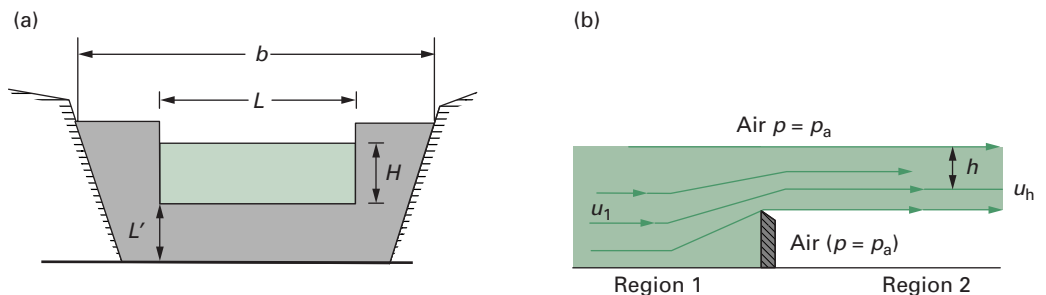 (a)
b
L
H
L′
(b)
Air p = pa
h
u1
uh
Air (p = pa)
Region 1
Region 2